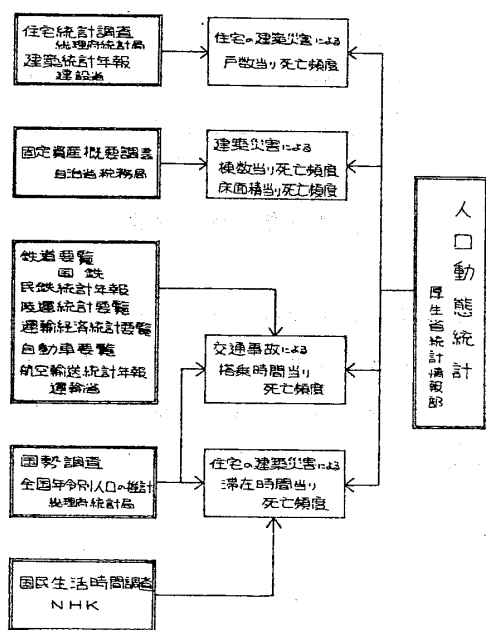 住宅統計調査
総理府統計局
建築統計年報
建設省
住宅の建築災害による
戸数当り死亡頻度
固定資産概要調書
自治省税務局
建築災害による
棟数当り死亡頻度
床面積当り死亡頻度
鉄道要覧
国鉄
民鉄統計年報
陸運統計要覧
運輸経済統計要覧
自動車要覧
航空輸送統計年報
運輸省
交通事故による
搭乗時間当り
死亡頻度
国勢調査
全国年令別人口の推計
総理府統計局
住宅の建築災害による
滞在時間当り
死亡頻度
国民生活時間調査
NHK
人口動態統計
厚生省統計情報部